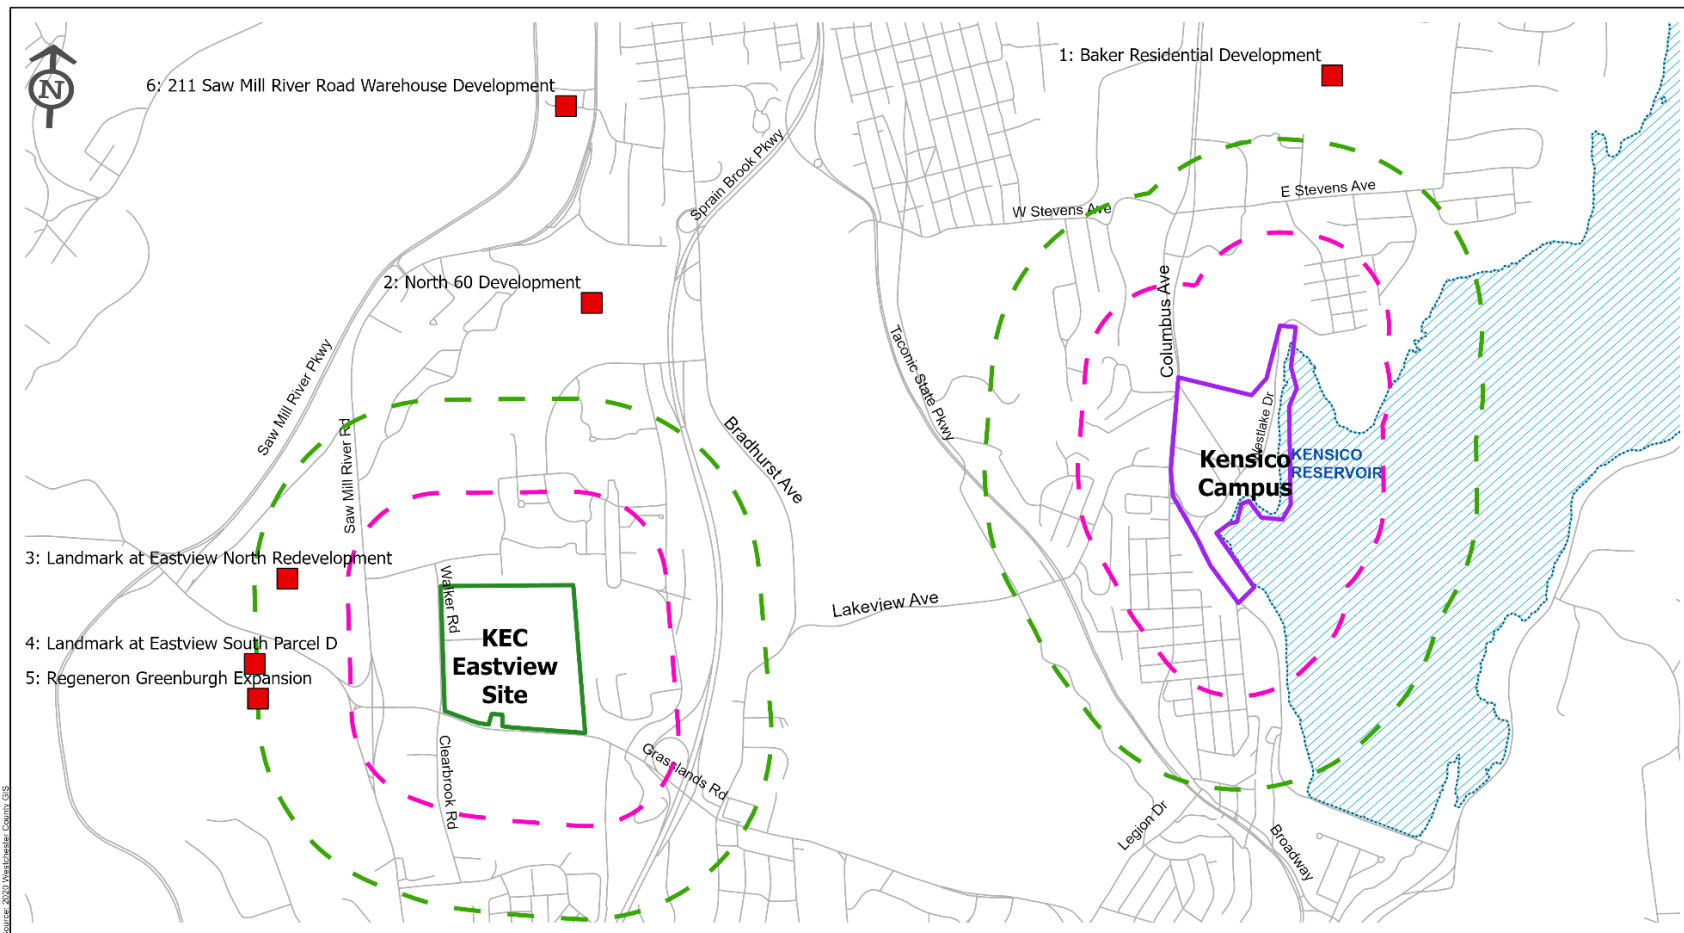 1: Baker Residential Development
6: 211 Saw Mill River Road Warehouse Development
N
Sprain Brook Pkwy
E Stevens Ave
W Stevens Ave
2: North 60 Development
Columbus Ave
Taconic State Pkwy
Saw Mill River Pkwy
Saw Mill River Rd
Bradhurst Ave
Westlake Dr
Kensico
Campus
KENSICO
RESERVOIR
3: Landmark at Eastview North Redevelopment
Walker Rd
Lakeview Ave
KEC
Eastview
Site
4: Landmark at Eastview South Parcel D
5: Regeneron Greenburgh Expansion
Clearbrook Rd
Grasslands Rd
Legion Dr
Broadway
Source: 2020 Westchester County GIS